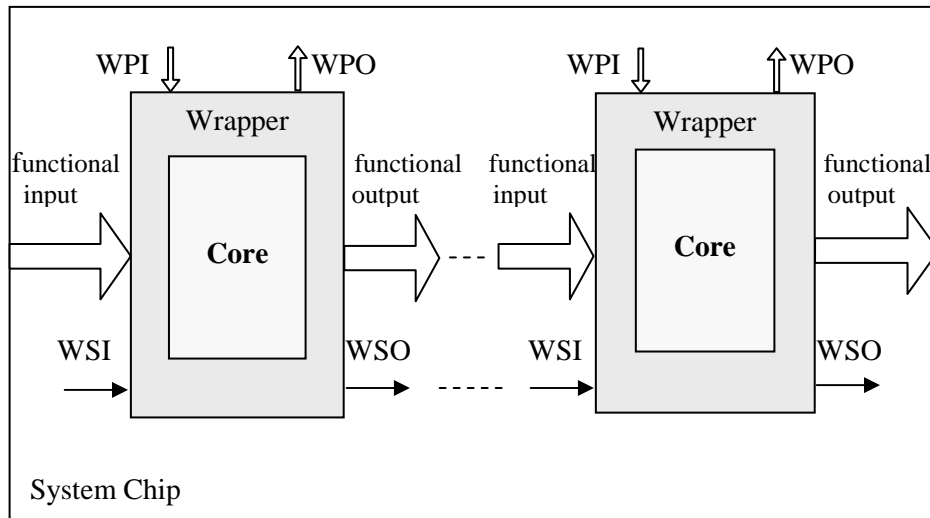 WPI
WPO
WPI
WPO
Wrapper
Wrapper
functional
input
functional
output
functional
input
functional
output
Core
Core
WSI
WSO
WSI
WSO
System Chip